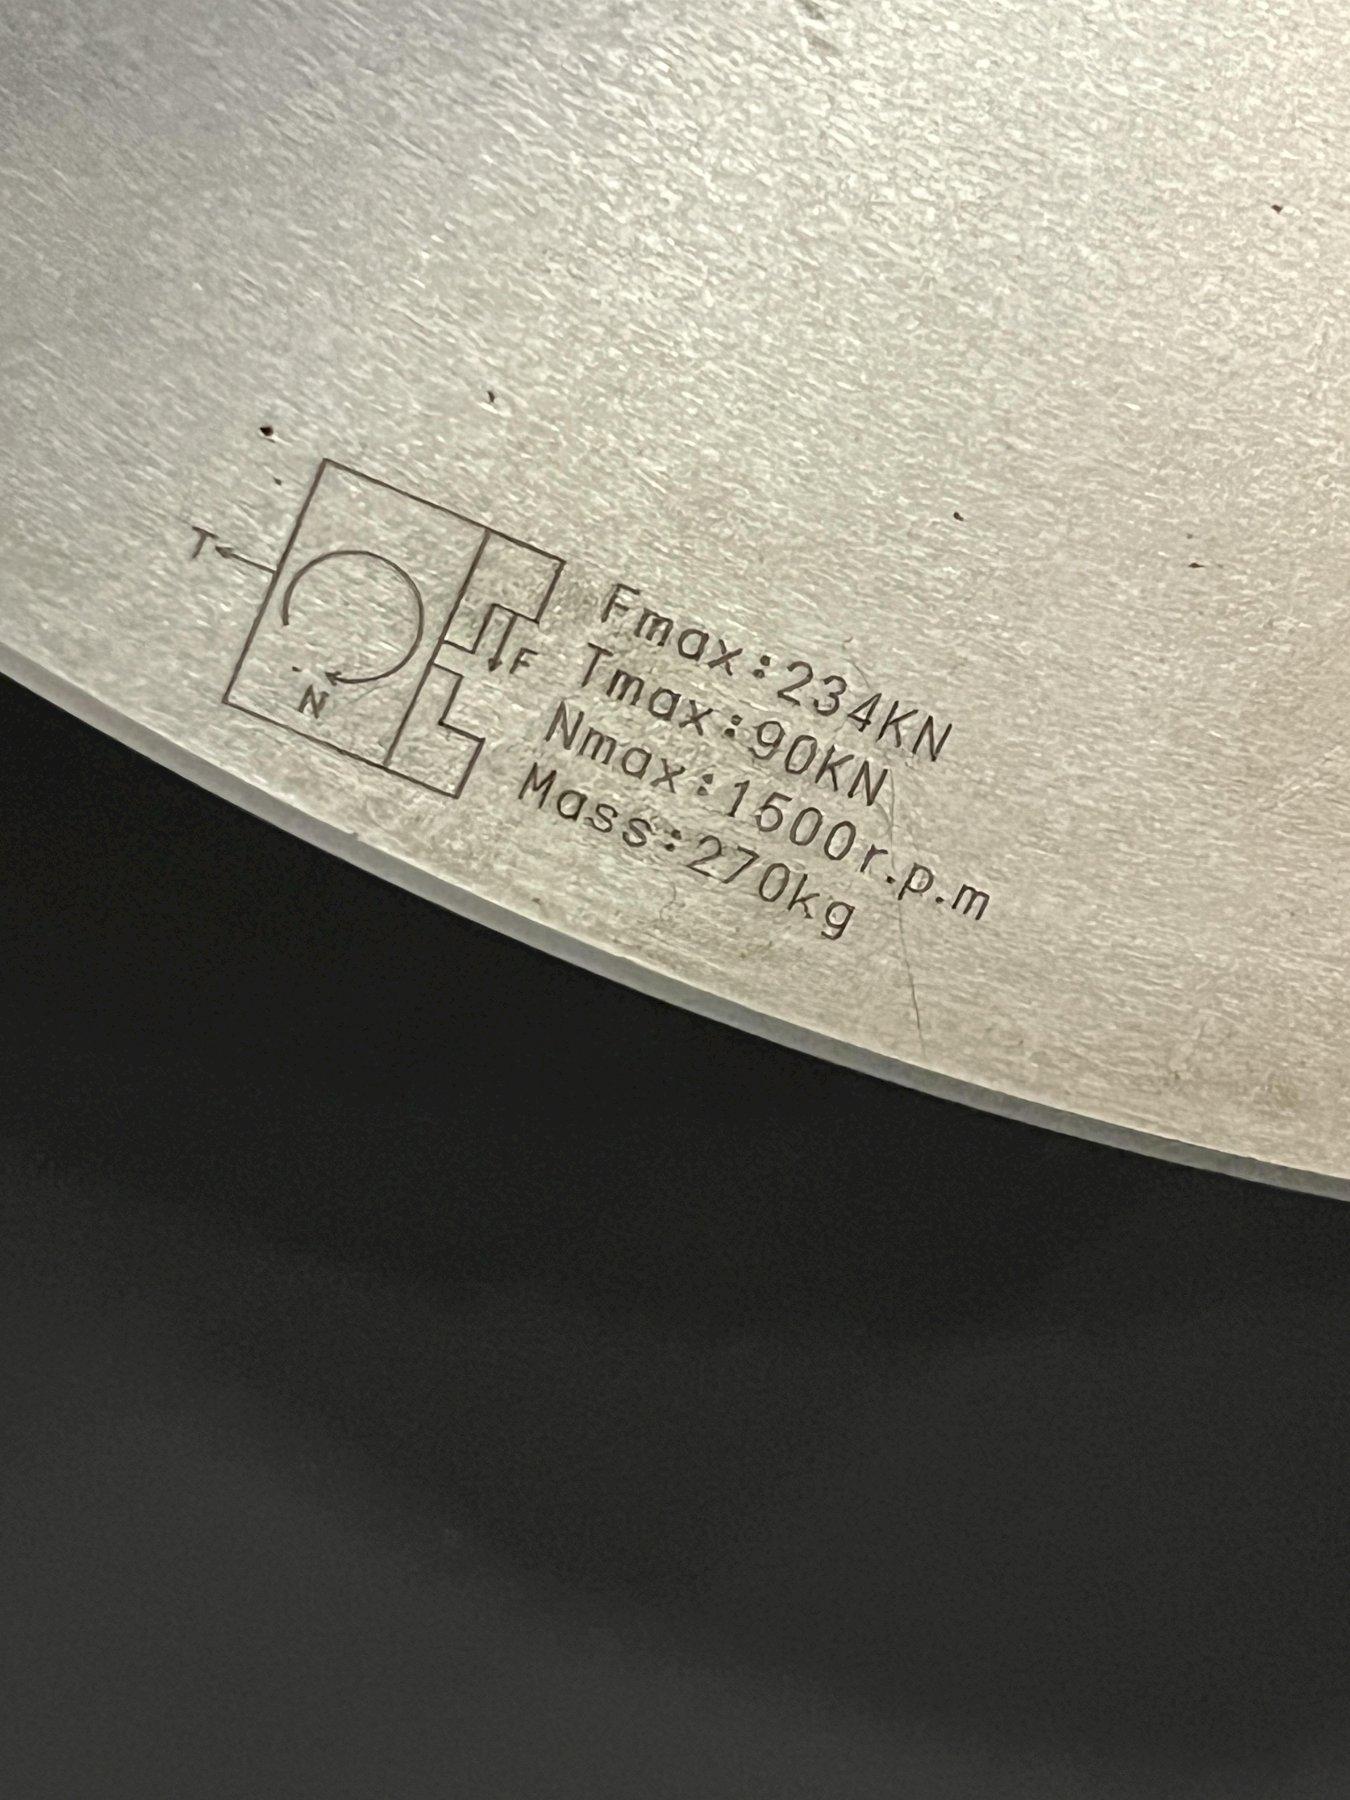 T
N
F
Fmax:234KN
Tmax:90KN
Nmax:1500r.p.m
Mass:270kg